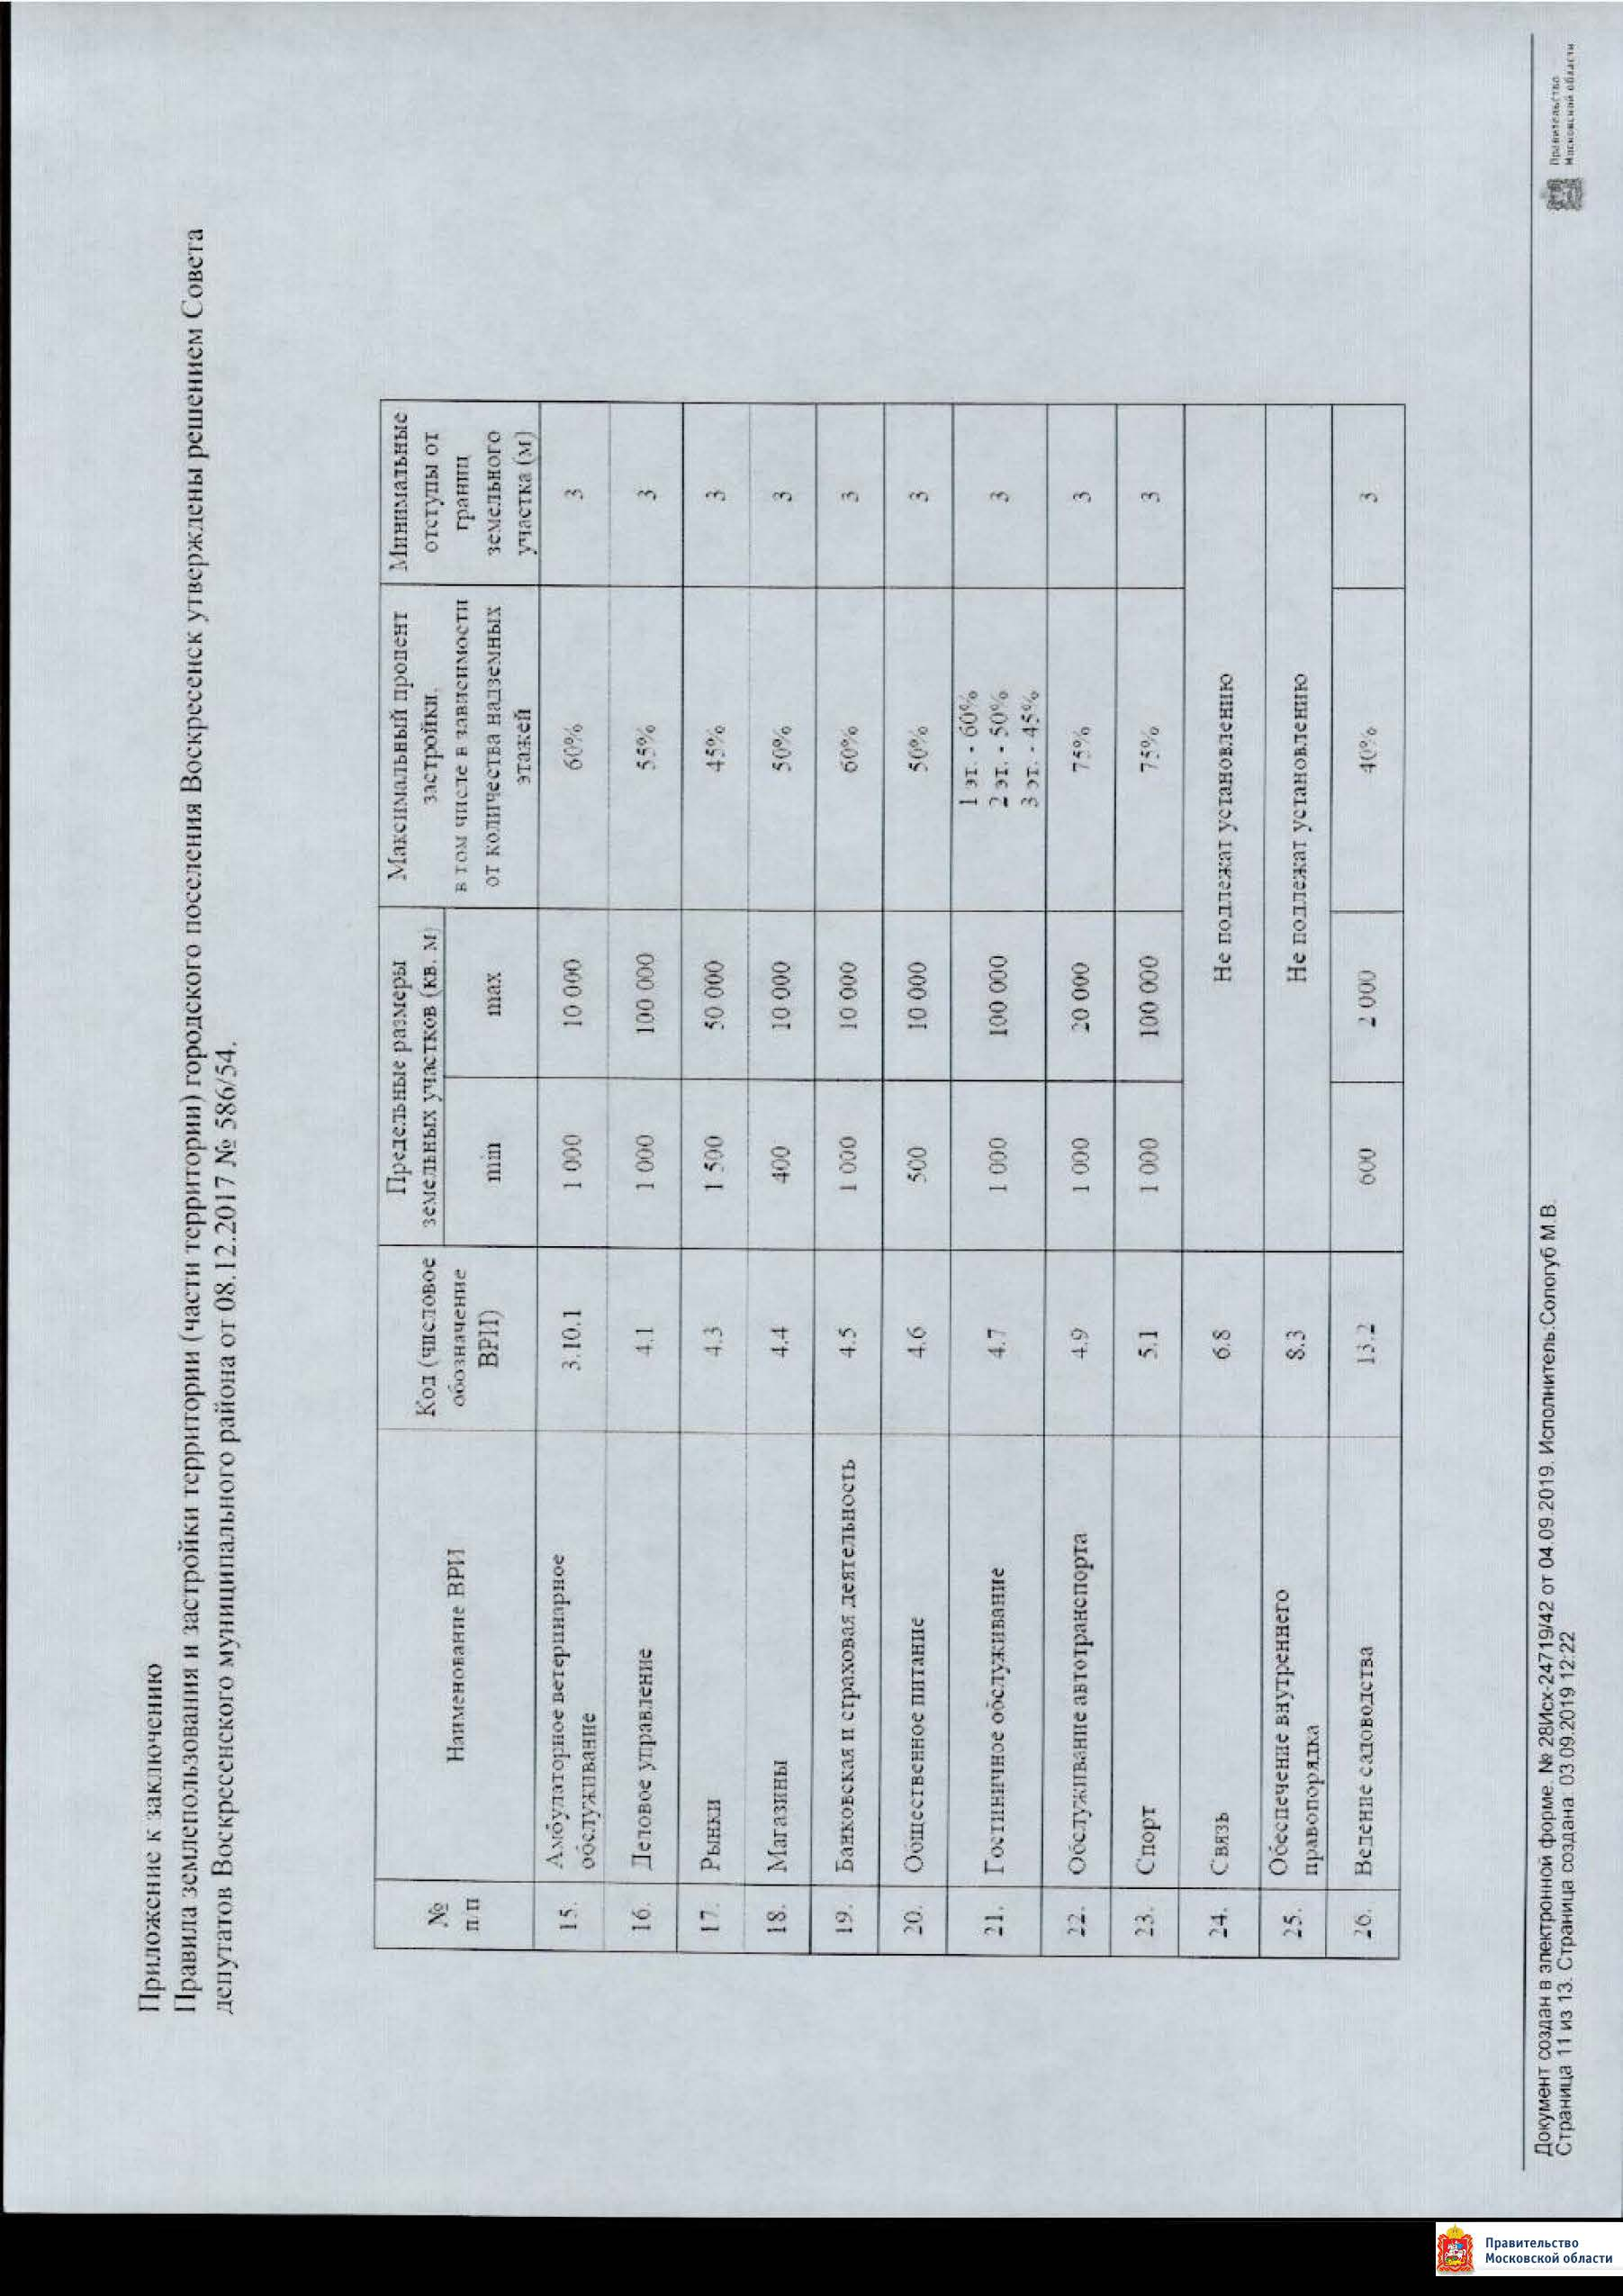 Приложение к заключению
Правила землепользования и застройки территории (части территории) городского поселения Воскресенск утверждены решением Совета
депутатов Воскресенского муниципального района от 08.12.2017 № 586/54.
№ п/п
Наименование ВРИ
Код (числовое
обозначение
ВРИ)
Предельные размеры
земельных участков (кв. м)
min
max
Максимальный процент
застройки,
в том числе в зависимости
от количества надземных
этажей
Минимальные
отступы от
границ
земельного
участка (м)
15. Амбулаторное ветеринарное
обслуживание 3.10.1 1 000 10 000 60% 3
16. Деловое управление 4.1 1 000 100 000 55% 3
17. Рынки 4.3 1 500 50 000 45% 3
18. Магазины 4.4 400 10 000 50% 3
19. Банковская и страховая деятельность 4.5 1 000 10 000 60% 3
20. Общественное питание 4.6 500 10 000 50% 3
21. Гостиничное обслуживание 4.7 1 000 100 000
1 эт. - 60%
2 эт. - 50%
3 эт. - 45%
3
22. Обслуживание автотранспорта 4.9 1 000 20 000 75% 3
23. Спорт 5.1 1 000 100 000 75% 3
24. Связь 6.8 Не подлежат установлению
25. Обеспечение внутреннего
правопорядка 8.3 Не подлежат установлению
26. Ведение садоводства 13.2 600 2 000 40% 3
Документ создан в электронной форме. № 28Исх-24719/42 от 04.09.2019. Исполнитель:Сологуб М.В.
Страница 11 из 13. Страница создана: 03.09.2019 12:22
Правительство
Московской области
Правительство
Московской области